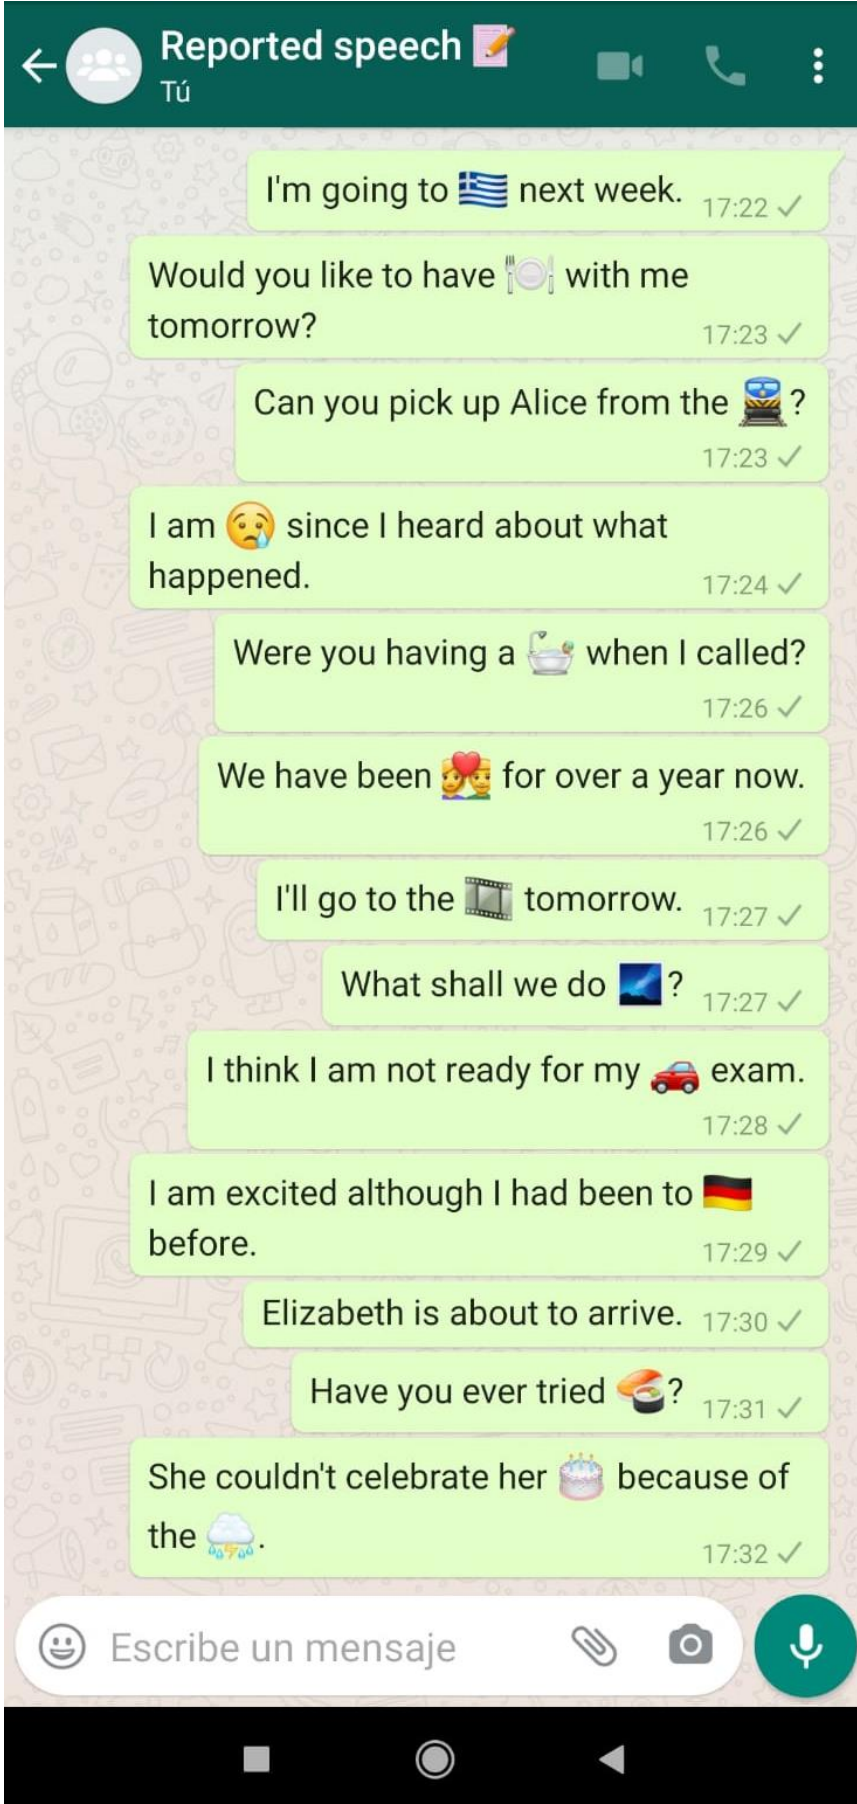 Reported speech 📝
Tú
I'm going to 🇬🇷 next week. 17:22
Would you like to have 🍽️ with me
tomorrow? 17:23
Can you pick up Alice from the 🚂?
17:23
I am 😢 since I heard about what
happened. 17:24
Were you having a 🛁 when I called?
17:26
We have been 💑 for over a year now.
17:26
I'll go to the 🎞️ tomorrow. 17:27
What shall we do 🌌? 17:27
I think I am not ready for my 🚗 exam.
17:28
I am excited although I had been to 🇩🇪
before. 17:29
Elizabeth is about to arrive. 17:30
Have you ever tried 🍣? 17:31
She couldn't celebrate her 🎂 because of
the ⛈️. 17:32
Escribe un mensaje